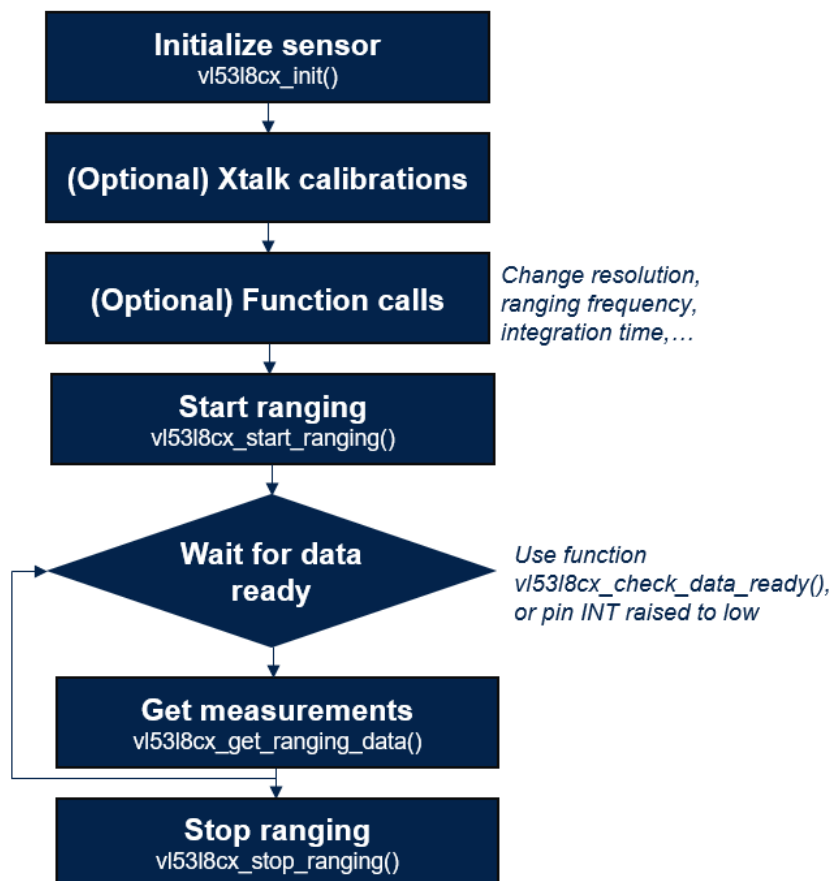 Initialize sensor
vl53l8cx_init()
(Optional) Xtalk calibrations
(Optional) Function calls
Change resolution,
ranging frequency,
integration time,...
Start ranging
vl53l8cx_start_ranging()
Wait for data
ready
Use function
vl53l8cx_check_data_ready(),
or pin INT raised to low
Get measurements
vl53l8cx_get_ranging_data()
Stop ranging
vl53l8cx_stop_ranging()